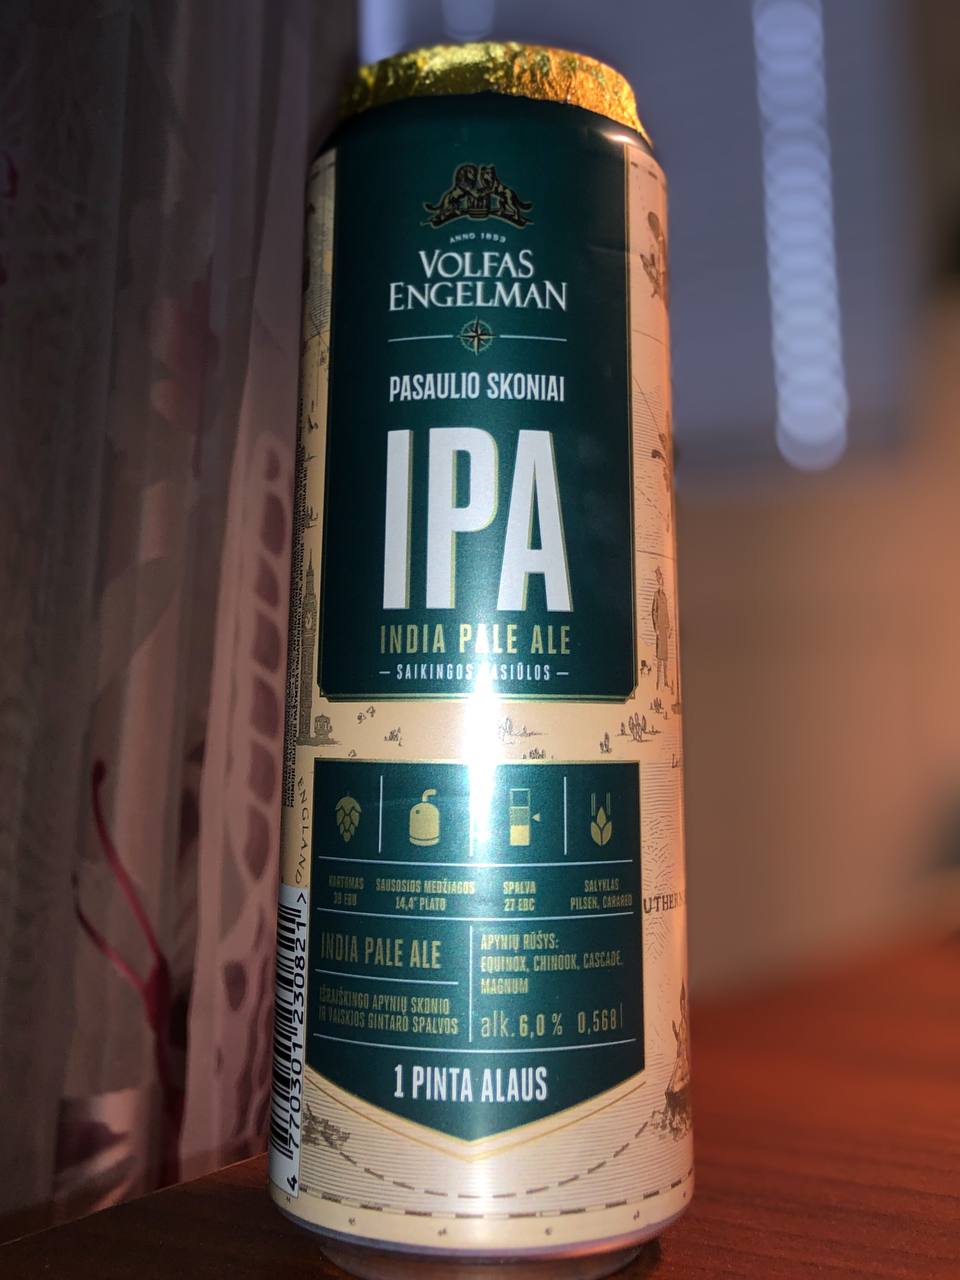 ANNO 1853
VOLFAS
ENGELMAN
PASAULIO SKONIAI
IPA
INDIA PALE ALE
SAIKINGOS
KARTUMAS
SAUSOSIOS MEDŽIAGOS
SPALVA
SALYKLAS
14,4° PLATO
27 EBC
PILSEN, CARARED
INDIA PALE ALE
APYNIŲ RŪŠYS:
EQUINOX, CHINOOK, CASCADE,
MAGNUM
IŠRAIŠKINGO APYNIŲ SKONIO
IR VAISKIOS GINTARO SPALVOS
alk. 6,0 % 0,568 l
1 PINTA ALAUS
ENGLAND
4 770301 230821 >